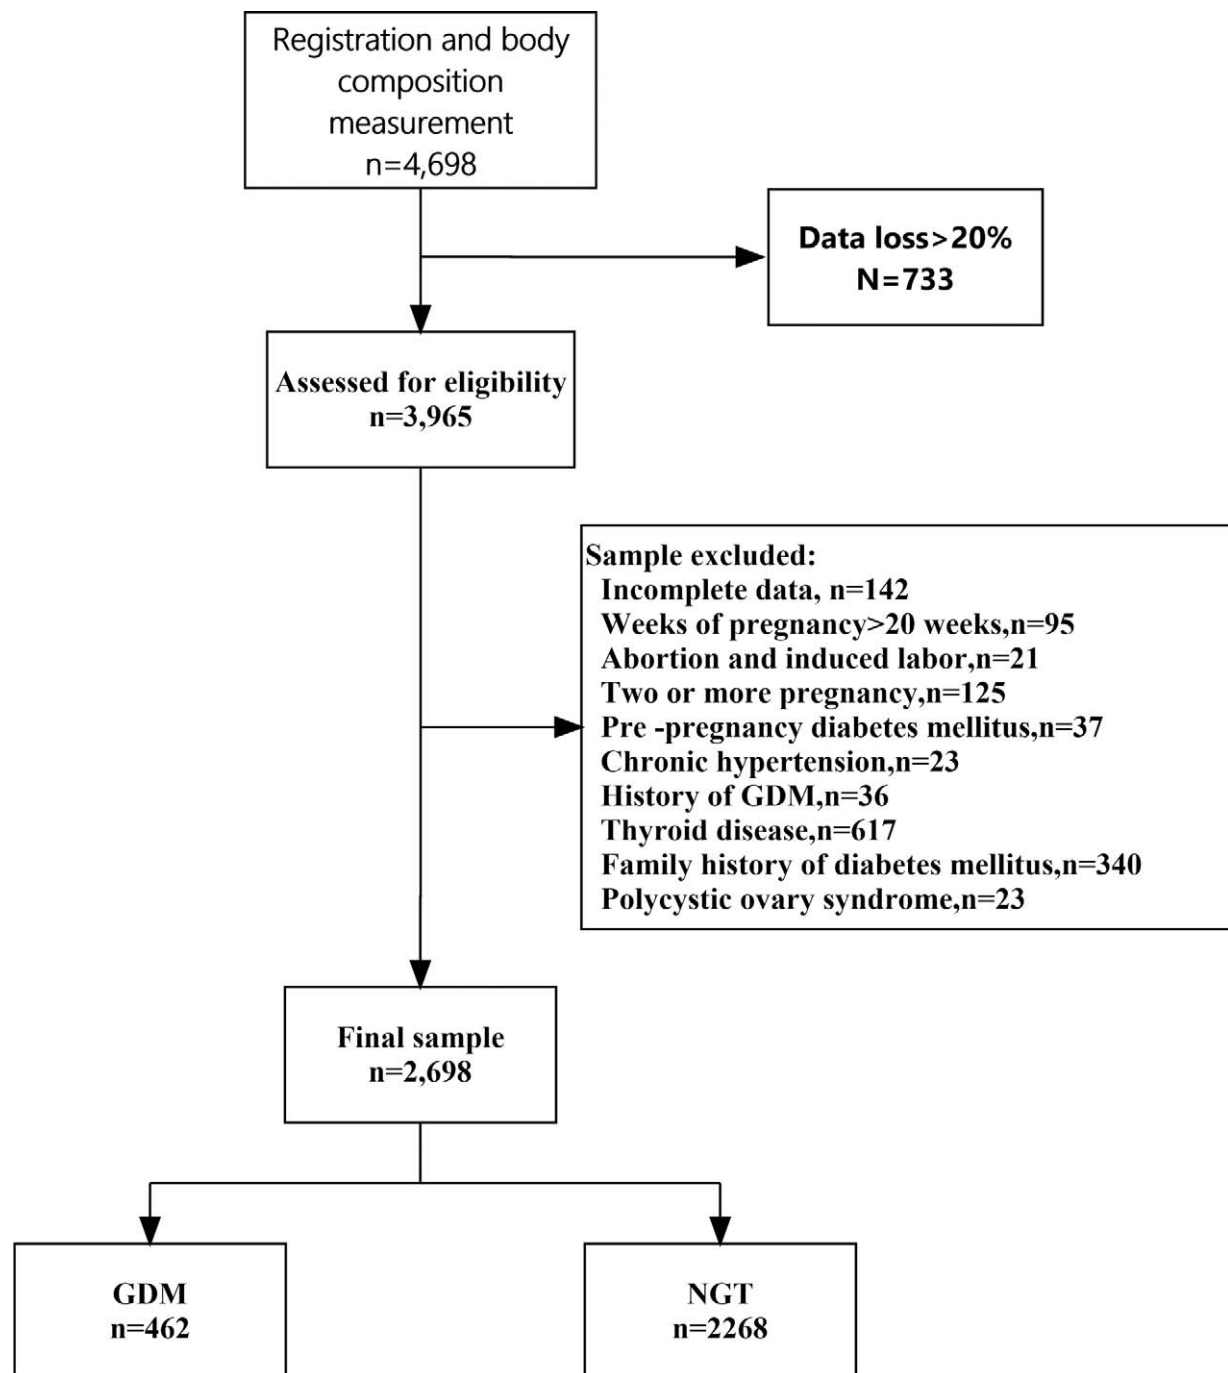 Registration and body
composition
measurement
n=4,698
Data loss>20%
N=733
Assessed for eligibility
n=3,965
Sample excluded:
Incomplete data, n=142
Weeks of pregnancy>20 weeks,n=95
Abortion and induced labor,n=21
Two or more pregnancy,n=125
Pre -pregnancy diabetes mellitus,n=37
Chronic hypertension,n=23
History of GDM,n=36
Thyroid disease,n=617
Family history of diabetes mellitus,n=340
Polycystic ovary syndrome,n=23
Final sample
n=2,698
GDM
n=462
NGT
n=2268